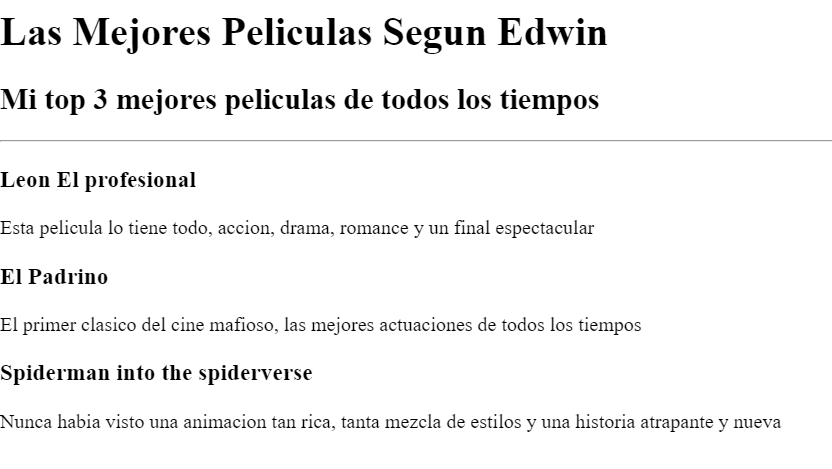 Las Mejores Peliculas Segun Edwin
Mi top 3 mejores peliculas de todos los tiempos
Leon El profesional
Esta pelicula lo tiene todo, accion, drama, romance y un final espectacular
El Padrino
El primer clasico del cine mafioso, las mejores actuaciones de todos los tiempos
Spiderman into the spiderverse
Nunca habia visto una animacion tan rica, tanta mezcla de estilos y una historia atrapante y nueva